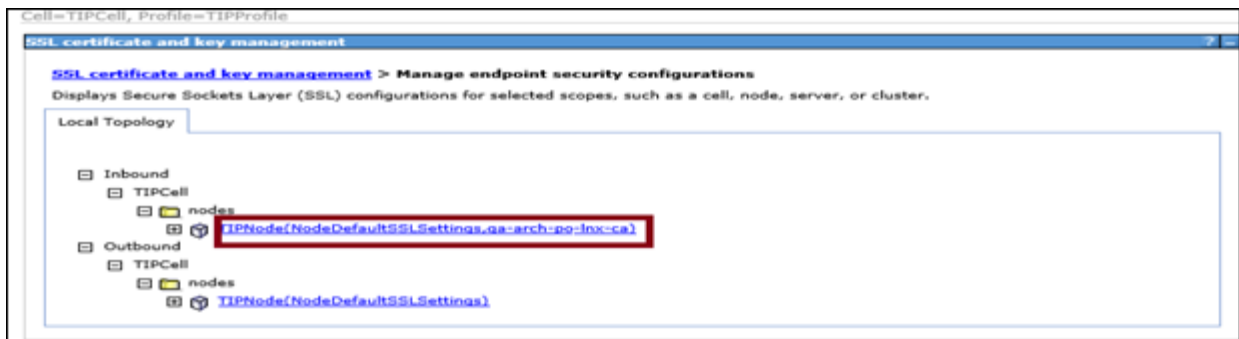 Cell=TIPCell, Profile=TIPProfile
SSL certificate and key management ? –
SSL certificate and key management > Manage endpoint security configurations
Displays Secure Sockets Layer (SSL) configurations for selected scopes, such as a cell, node, server, or cluster.
Local Topology
Inbound
TIPCell
nodes
TIPNode(NodeDefaultSSLSettings,qa-arch-po-lnx-ca)
Outbound
TIPCell
nodes
TIPNode(NodeDefaultSSLSettings)